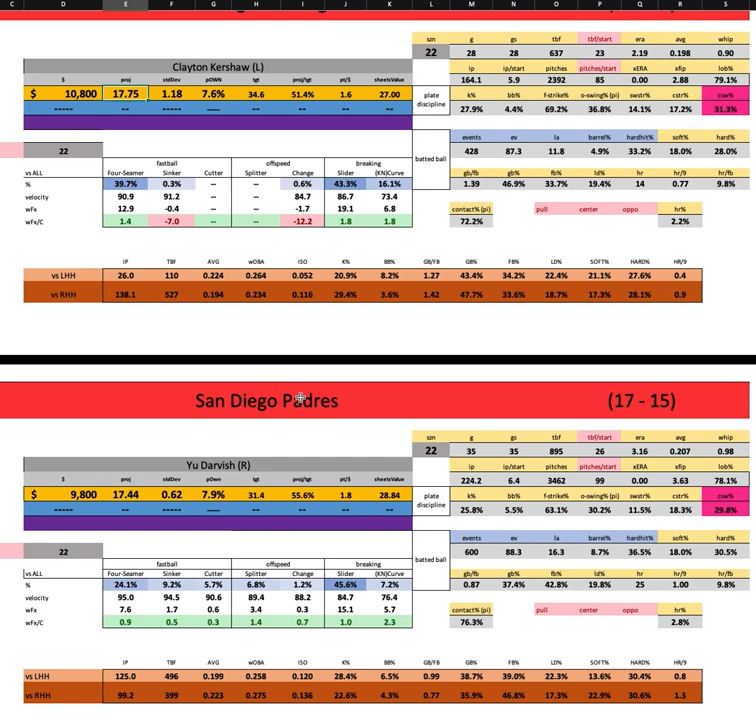 C D E F G H I J K L M N O P Q R S
szn g gs tbf tbf/start era avg whip
22 28 28 637 23 2.19 0.198 0.90
Clayton Kershaw (L) ip ip/start pitches pitches/start xERA xfip lob%
$ proj stdDev pOWN tgt proj/tgt pt/$ sheetsValue 164.1 5.9 2392 85 0.00 2.88 79.1%
$ 10,800 17.75 1.18 7.6% 34.6 51.4% 1.6 27.00 plate discipline k% bb% f-strike% o-swing% (pi) swstr% cstr% csw%
----- -- -- ---- -- -- -- -- 27.9% 4.4% 69.2% 36.8% 14.1% 17.2% 31.3%
events ev la barrel% hardhit% soft% hard%
22 batted ball 428 87.3 11.8 4.9% 33.2% 18.0% 28.0%
fastball offspeed breaking
vs ALL Four-Seamer Sinker Cutter Splitter Change Slider (KN)Curve gb/fb gb% fb% ld% hr hr/9 hr/fb
% 39.7% 0.3% -- -- 0.6% 43.3% 16.1% 1.39 46.9% 33.7% 19.4% 14 0.77 9.8%
velocity 90.9 91.2 -- -- 84.7 86.7 73.4
wFx 12.9 -0.4 -- -- -1.7 19.1 6.8 contact% (pi) pull center oppo hr%
wFx/C 1.4 -7.0 -- -- -12.2 1.8 1.8 72.2% 2.2%
IP TBF AVG wOBA ISO K% BB% GB/FB GB% FB% LD% SOFT% HARD% HR/9
vs LHH 26.0 110 0.224 0.264 0.052 20.9% 8.2% 1.27 43.4% 34.2% 22.4% 21.1% 27.6% 0.4
vs RHH 138.1 527 0.194 0.234 0.116 29.4% 3.6% 1.42 47.7% 33.6% 18.7% 17.3% 28.1% 0.9
San Diego Padres (17 - 15)
szn g gs tbf tbf/start era avg whip
22 35 35 895 26 3.16 0.207 0.98
Yu Darvish (R) ip ip/start pitches pitches/start xERA xfip lob%
$ proj stdDev pOWN tgt proj/tgt pt/$ sheetsValue 224.2 6.4 3462 99 0.00 3.63 78.1%
$ 9,800 17.44 0.62 7.9% 31.4 55.6% 1.8 28.84 plate discipline k% bb% f-strike% o-swing% (pi) swstr% cstr% csw%
----- -- -- ---- -- -- -- -- 25.8% 5.5% 63.1% 30.2% 11.5% 18.3% 29.8%
events ev la barrel% hardhit% soft% hard%
22 batted ball 600 88.3 16.3 8.7% 36.5% 18.0% 30.5%
fastball offspeed breaking
vs ALL Four-Seamer Sinker Cutter Splitter Change Slider (KN)Curve gb/fb gb% fb% ld% hr hr/9 hr/fb
% 24.1% 9.2% 5.7% 6.8% 1.2% 45.6% 7.2% 0.87 37.4% 42.8% 19.8% 25 1.00 9.8%
velocity 95.0 94.5 90.6 89.4 88.2 84.7 76.4
wFx 7.6 1.7 0.6 3.4 0.3 15.1 5.7 contact% (pi) pull center oppo hr%
wFx/C 0.9 0.5 0.3 1.4 0.7 1.0 2.3 76.3% 2.8%
IP TBF AVG wOBA ISO K% BB% GB/FB GB% FB% LD% SOFT% HARD% HR/9
vs LHH 125.0 496 0.199 0.258 0.120 28.4% 6.5% 0.99 38.7% 39.0% 22.3% 13.6% 30.4% 0.8
vs RHH 99.2 399 0.223 0.275 0.136 22.6% 4.3% 0.77 35.9% 46.8% 17.3% 22.9% 30.6% 1.3